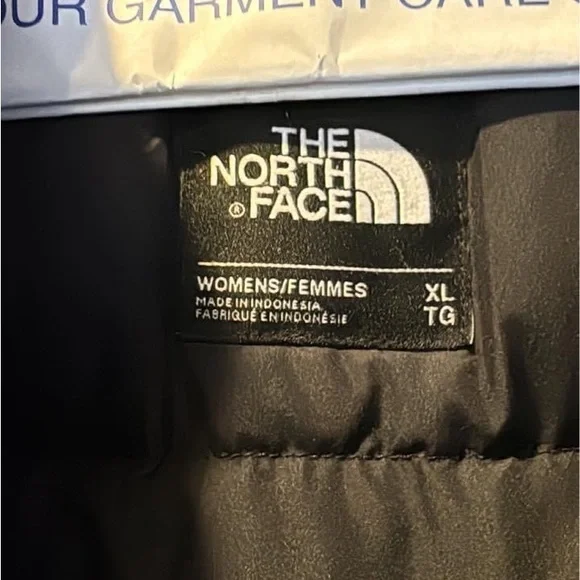 OUR GARMENT CARE
THE
NORTH
® FACE
WOMENS/FEMMES XL
MADE IN INDONESIA TG
FABRIQUÉ EN INDONÉSIE